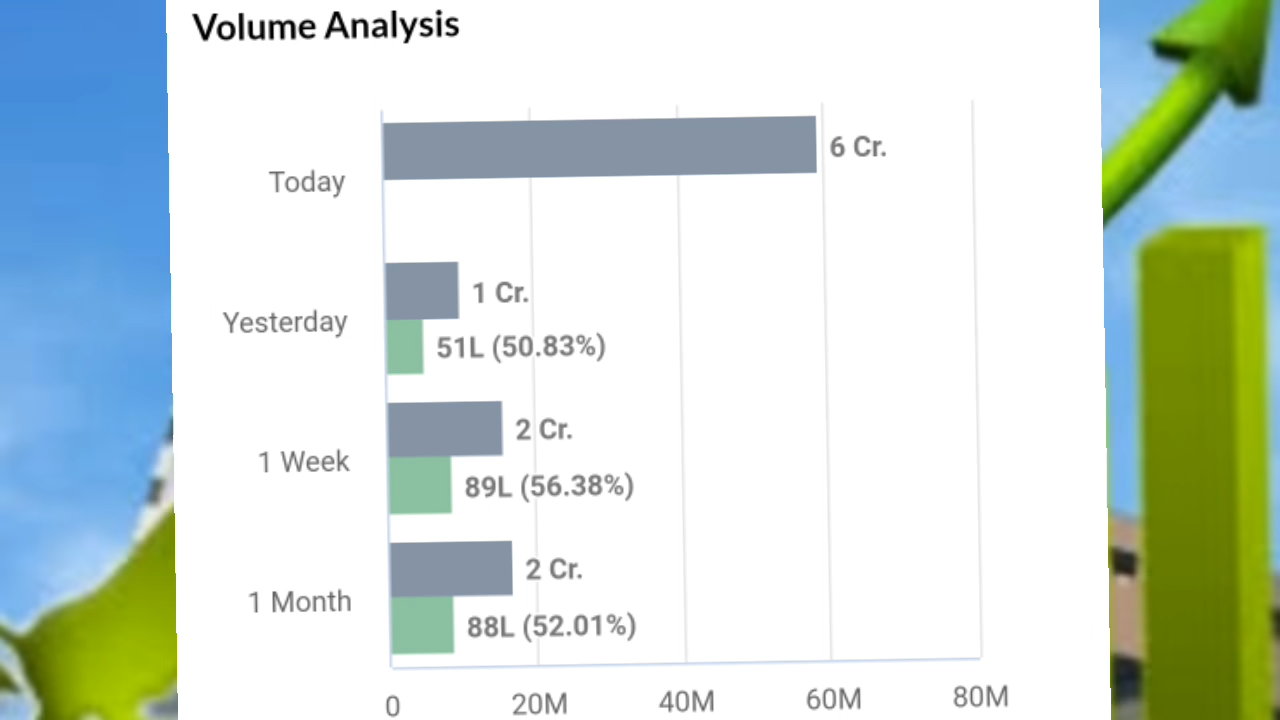 Volume Analysis
Today
6 Cr.
Yesterday
1 Cr.
51L (50.83%)
1 Week
2 Cr.
89L (56.38%)
1 Month
2 Cr.
88L (52.01%)
0 20M 40M 60M 80M